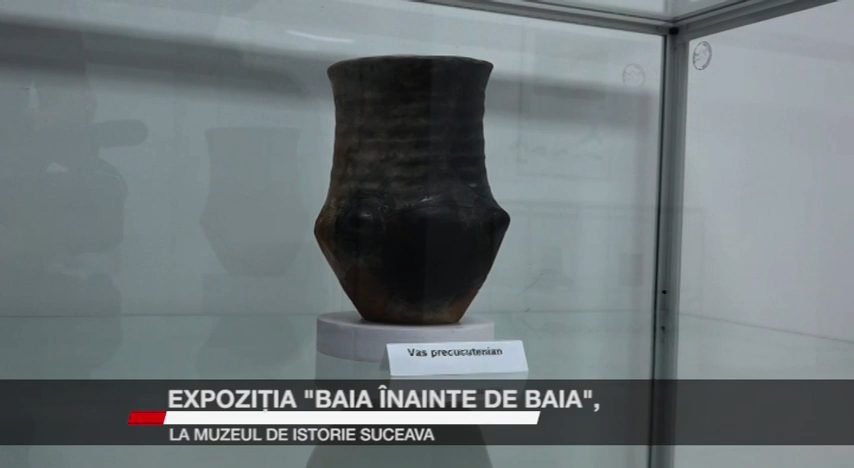 Vas precucutenian
EXPOZIȚIA "BAIA ÎNAINTE DE BAIA",
LA MUZEUL DE ISTORIE SUCEAVA